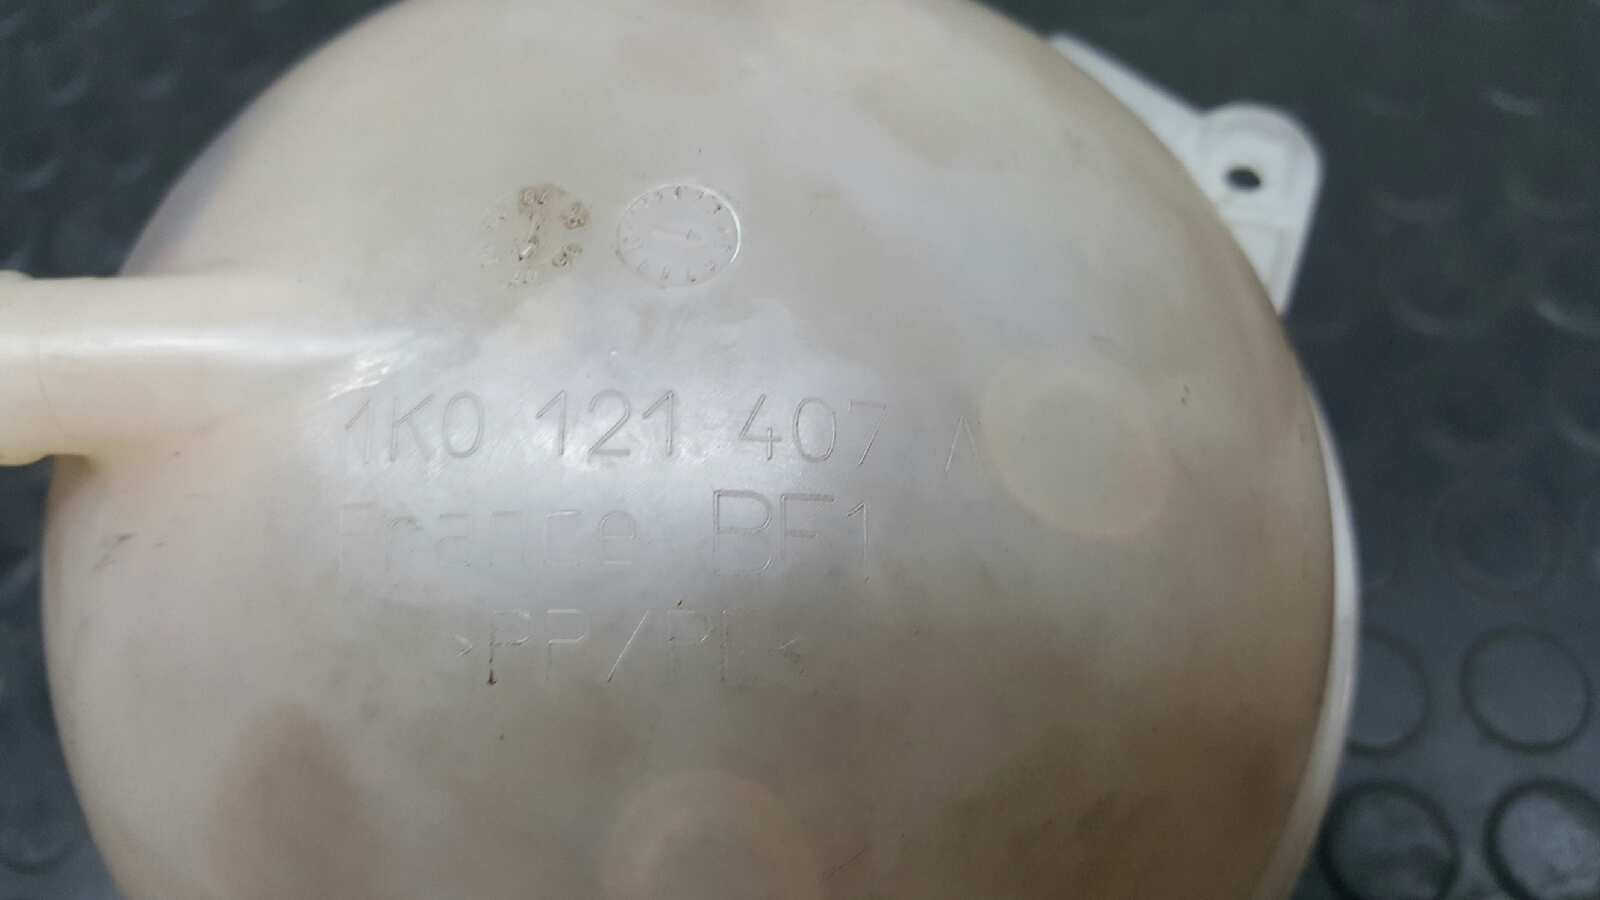 1K0 121 407 A
France BF1
>PP/PE<